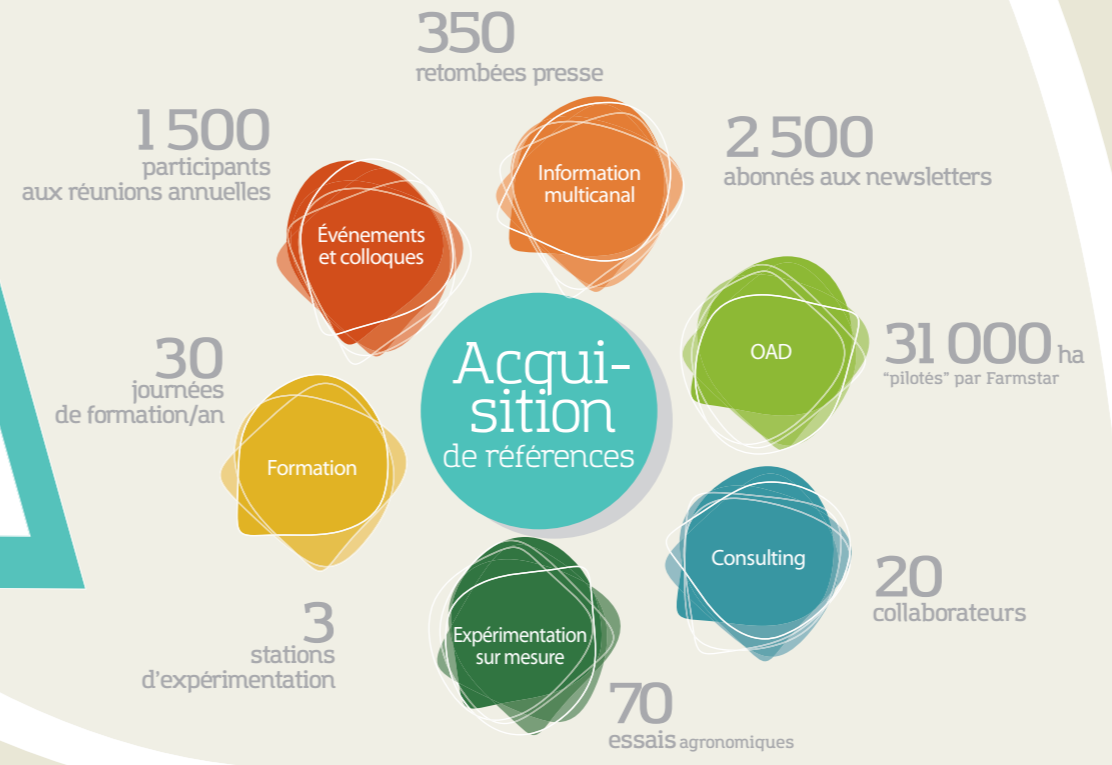 350
retombées presse
1 500
participants
aux réunions annuelles
2 500
abonnés aux newsletters
Information
multicanal
Événements
et colloques
OAD
31 000 ha
“pilotés” par Farmstar
30
journées
de formation/an
Acqui-
sition
de références
Formation
Consulting
20
collaborateurs
3
stations
d'expérimentation
Expérimentation
sur mesure
70
essais agronomiques